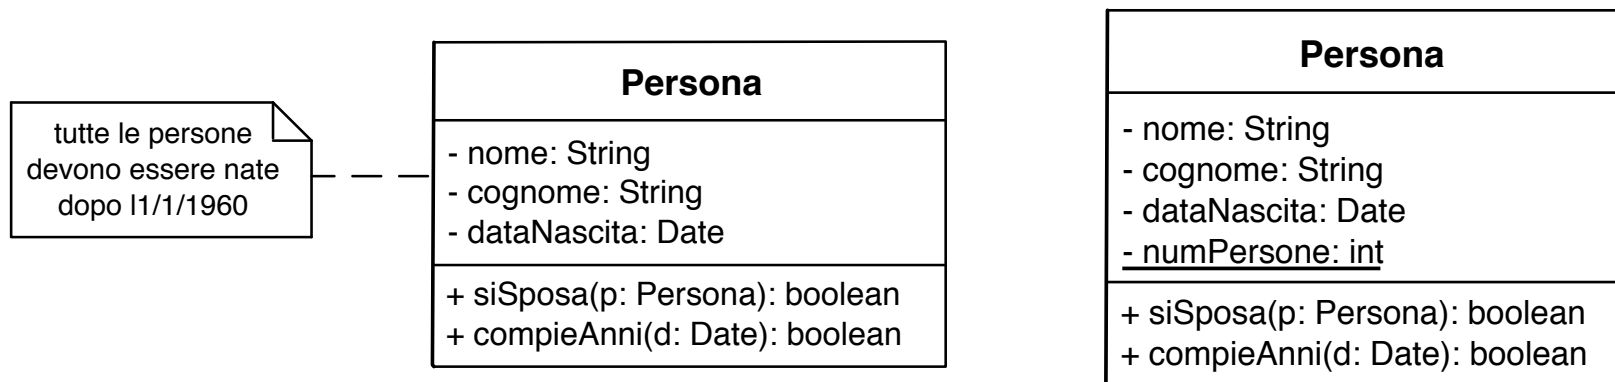 tutte le persone
devono essere nate
dopo l1/1/1960
Persona
- nome: String
- cognome: String
- dataNascita: Date
+ siSposa(p: Persona): boolean
+ compieAnni(d: Date): boolean
Persona
- nome: String
- cognome: String
- dataNascita: Date
- numPersone: int
+ siSposa(p: Persona): boolean
+ compieAnni(d: Date): boolean